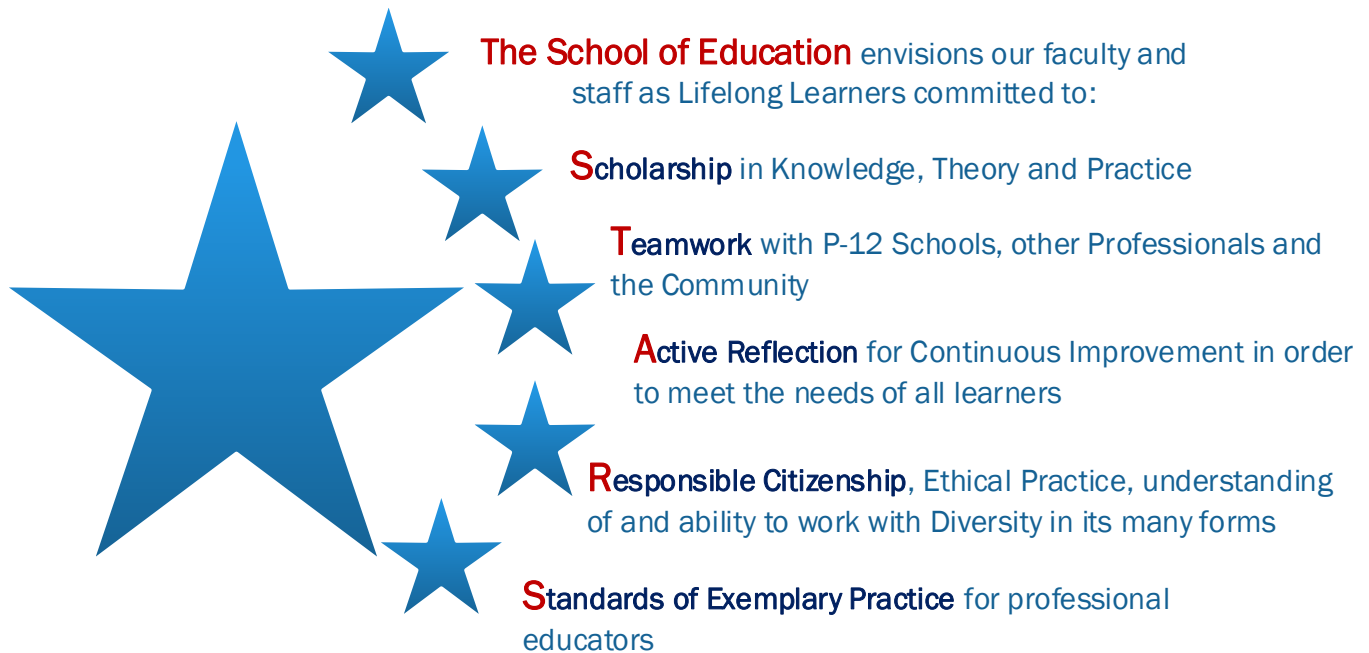 The School of Education envisions our faculty and
staff as Lifelong Learners committed to:
Scholarship in Knowledge, Theory and Practice
Teamwork with P-12 Schools, other Professionals and
the Community
Active Reflection for Continuous Improvement in order
to meet the needs of all learners
Responsible Citizenship, Ethical Practice, understanding
of and ability to work with Diversity in its many forms
Standards of Exemplary Practice for professional
educators